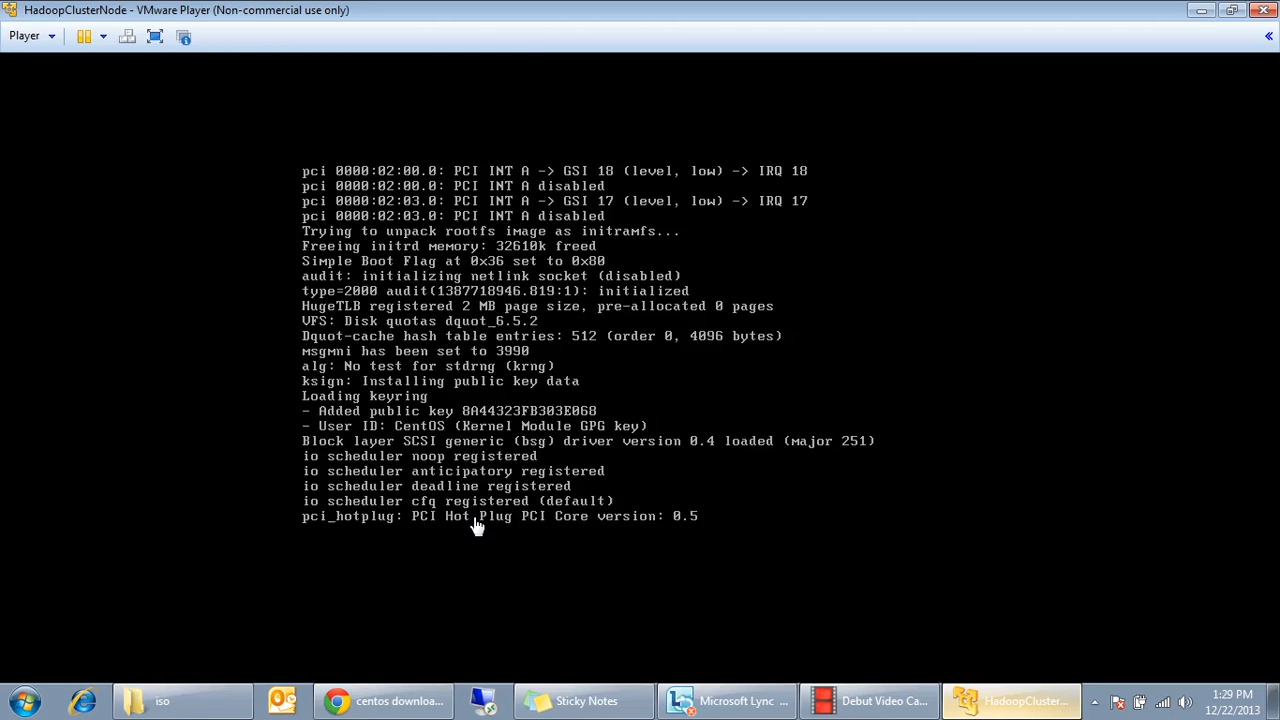 HadoopClusterNode - VMware Player (Non-commercial use only)
Player
pci 0000:02:00.0: PCI INT A -> GSI 18 (level, low) -> IRQ 18
pci 0000:02:00.0: PCI INT A disabled
pci 0000:02:03.0: PCI INT A -> GSI 17 (level, low) -> IRQ 17
pci 0000:02:03.0: PCI INT A disabled
Trying to unpack rootfs image as initramfs...
Freeing initrd memory: 32610k freed
Simple Boot Flag at 0x36 set to 0x80
audit: initializing netlink socket (disabled)
type=2000 audit(1387718946.819:1): initialized
HugeTLB registered 2 MB page size, pre-allocated 0 pages
VFS: Disk quotas dquot_6.5.2
Dquot-cache hash table entries: 512 (order 0, 4096 bytes)
msgmni has been set to 3990
alg: No test for stdrng (krng)
ksign: Installing public key data
Loading keyring
- Added public key 8A44323FB303E068
- User ID: CentOS (Kernel Module GPG key)
Block layer SCSI generic (bsg) driver version 0.4 loaded (major 251)
io scheduler noop registered
io scheduler anticipatory registered
io scheduler deadline registered
io scheduler cfq registered (default)
pci_hotplug: PCI Hot Plug PCI Core version: 0.5
iso
centos downloa...
Sticky Notes
Microsoft Lync ...
Debut Video Ca...
HadoopCluster...
1:29 PM
12/22/2013